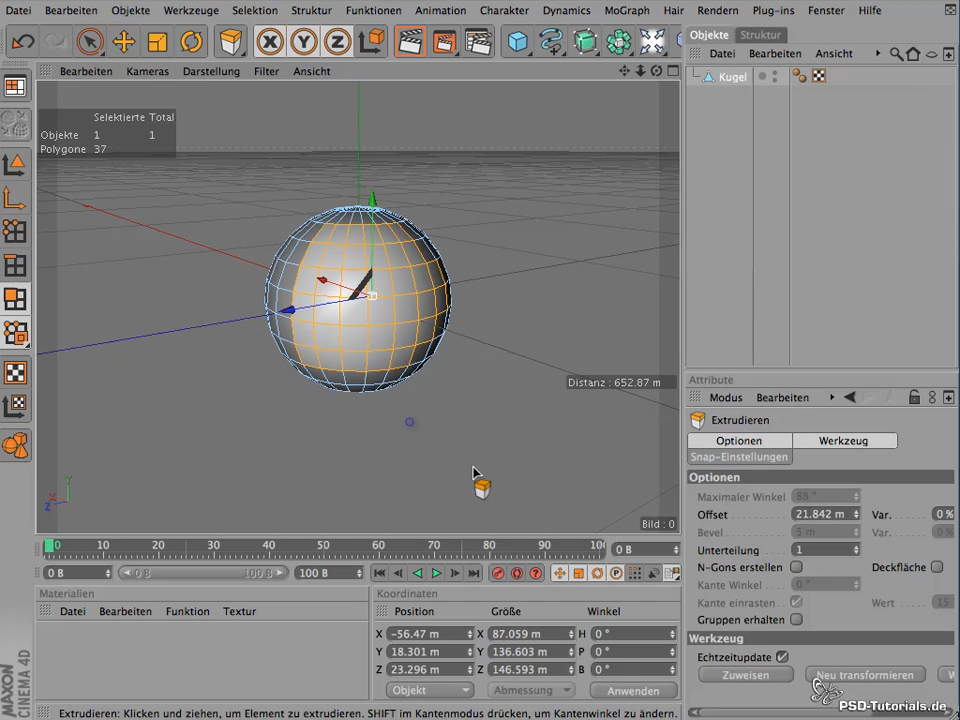 Datei Bearbeiten Objekte Werkzeuge Selektion Struktur Funktionen Animation Charakter Dynamics MoGraph Hair Rendern Plug-ins Fenster Hilfe
X Y Z
Objekte Struktur
Datei Bearbeiten Ansicht
Kugel
Bearbeiten Kameras Darstellung Filter Ansicht
Selektierte Total
Objekte 1 1
Polygone 37
Distanz : 652.87 m
Y
X
Z
Bild : 0
Attribute
Modus Bearbeiten
Extrudieren
Optionen Werkzeug
Snap-Einstellungen
Optionen
Maximaler Winkel 88 °
Offset 21.842 m Var. 0 %
Bevel 5 m Var. 0 %
Unterteilung 1
N-Gons erstellen Deckfläche
Kante Winkel 0 °
Kante einrasten Wert 15
Gruppen erhalten
Werkzeug
Echtzeitupdate
Zuweisen Neu transformieren W
0 10 20 30 40 50 60 70 80 90 100 0 B
0 B 0 B 100 B 100 B
Materialien
Datei Bearbeiten Funktion Textur
Koordinaten
Position Größe Winkel
X -56.47 m X 87.059 m H 0 °
Y 18.301 m Y 136.603 m P 0 °
Z 23.296 m Z 146.593 m B 0 °
Objekt Abmessung Anwenden
MAXON
CINEMA 4D
Extrudieren: Klicken und ziehen, um Element zu extrudieren. SHIFT im Kantenmodus drücken, um Kantenwinkel zu ändern.
PSD-Tutorials.de